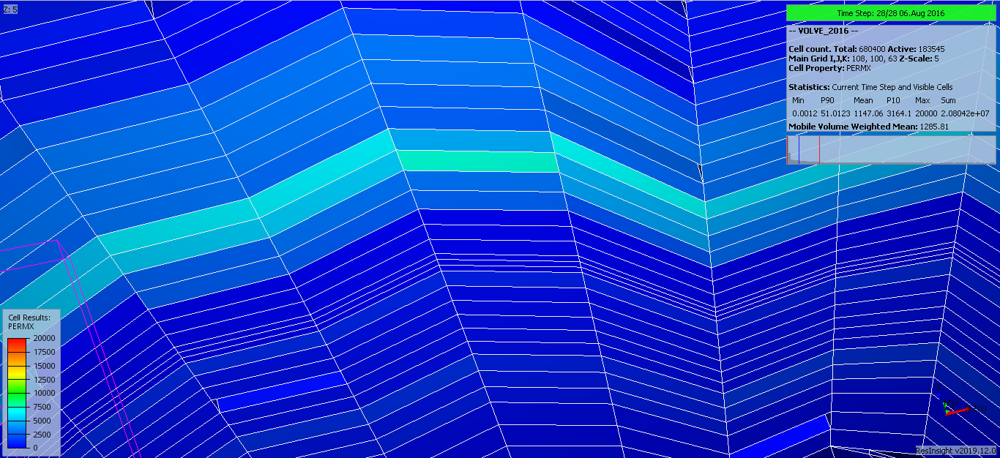 Z: 5
Time Step: 28/28 06.Aug 2016
-- VOLVE_2016 --
Cell count. Total: 680400 Active: 183545
Main Grid I,J,K: 108, 100, 63 Z-Scale: 5
Cell Property: PERMX
Statistics: Current Time Step and Visible Cells
Min P90 Mean P10 Max Sum
0.0012 51.0123 1147.06 3164.1 20000 2.08042e+07
Mobile Volume Weighted Mean: 1285.81
Cell Results:
PERMX
20000
17500
15000
12500
10000
7500
5000
2500
0
ResInsight v2019.12.0